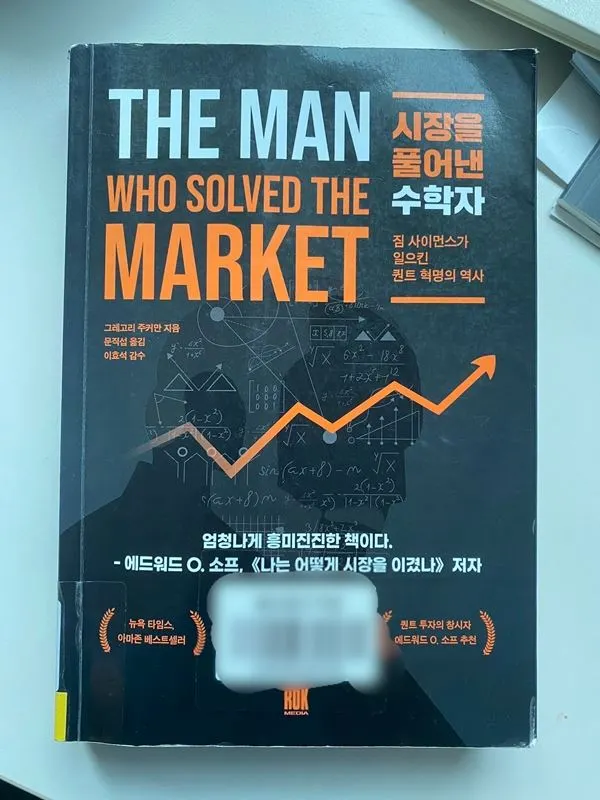 THE MAN
WHO SOLVED THE
MARKET
시장을
풀어낸
수학자
짐 사이먼스가
일으킨
퀀트 혁명의 역사
그레고리 주커만 지음
문직섭 옮김
이효석 감수
엄청나게 흥미진진한 책이다.
- 에드워드 O. 소프, 《나는 어떻게 시장을 이겼나》 저자
뉴욕 타임스,
아마존 베스트셀러
퀀트 투자의 창시자
에드워드 O. 소프 추천
ROK
MEDIA